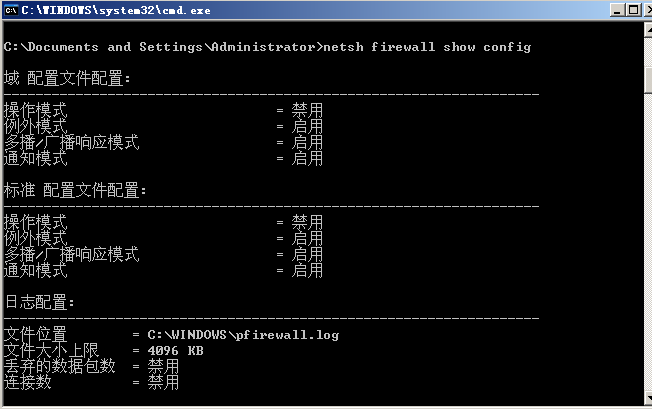 C:\WINDOWS\system32\cmd.exe
C:\Documents and Settings\Administrator>netsh firewall show config
域 配置文件配置:
-------------------------------------------------------------------
操作模式 = 禁用
例外模式 = 启用
多播/广播响应模式 = 启用
通知模式 = 启用
标准 配置文件配置:
-------------------------------------------------------------------
操作模式 = 禁用
例外模式 = 启用
多播/广播响应模式 = 启用
通知模式 = 启用
日志配置:
-------------------------------------------------------------------
文件位置 = C:\WINDOWS\pfirewall.log
文件大小上限 = 4096 KB
丢弃的数据包数 = 禁用
连接数 = 禁用